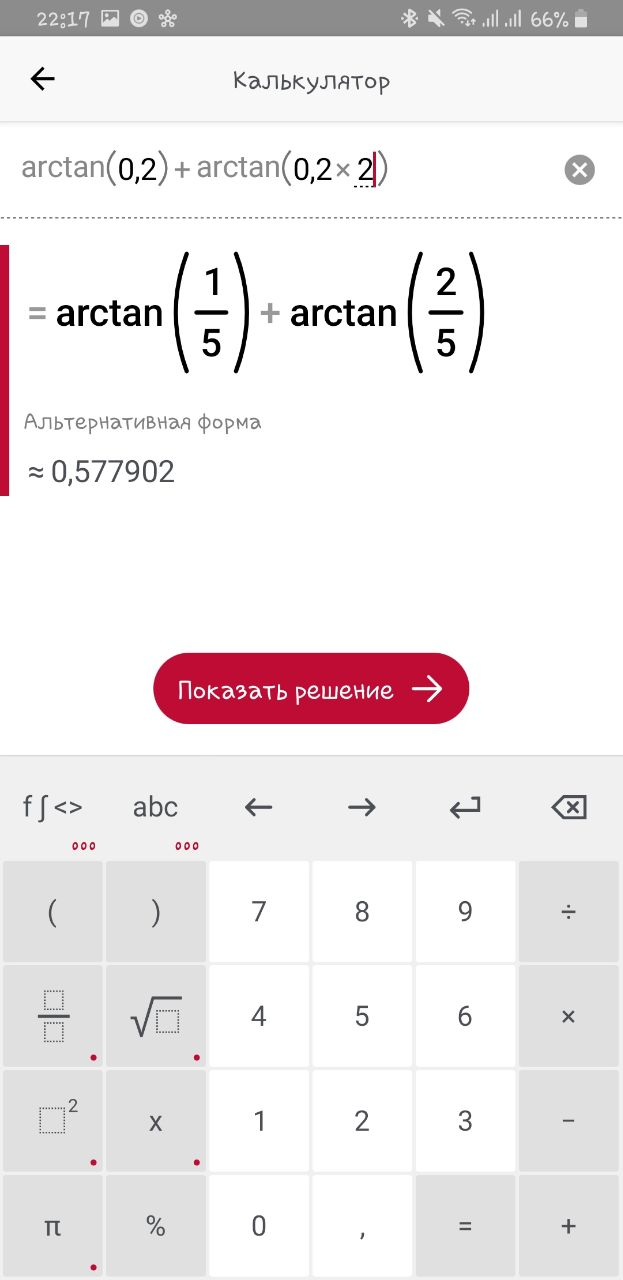 22:17 66%
Калькулятор
arctan(0,2) + arctan(0,2 × 2)
= arctan(1/5) + arctan(2/5)
Альтернативная форма
≈ 0,577902
Показать решение →
f∫<> abc ← → ↵ ⌫
( ) 7 8 9 ÷
√ 4 5 6 ×
2 x 1 2 3 −
π % 0 , = +